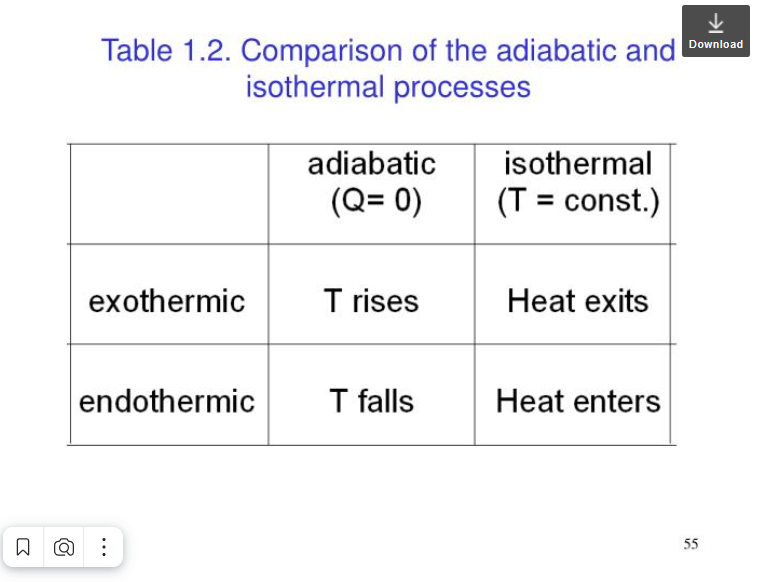 Download
Table 1.2. Comparison of the adiabatic and
isothermal processes
adiabatic
(Q= 0)
isothermal
(T = const.)
exothermic
T rises
Heat exits
endothermic
T falls
Heat enters
55